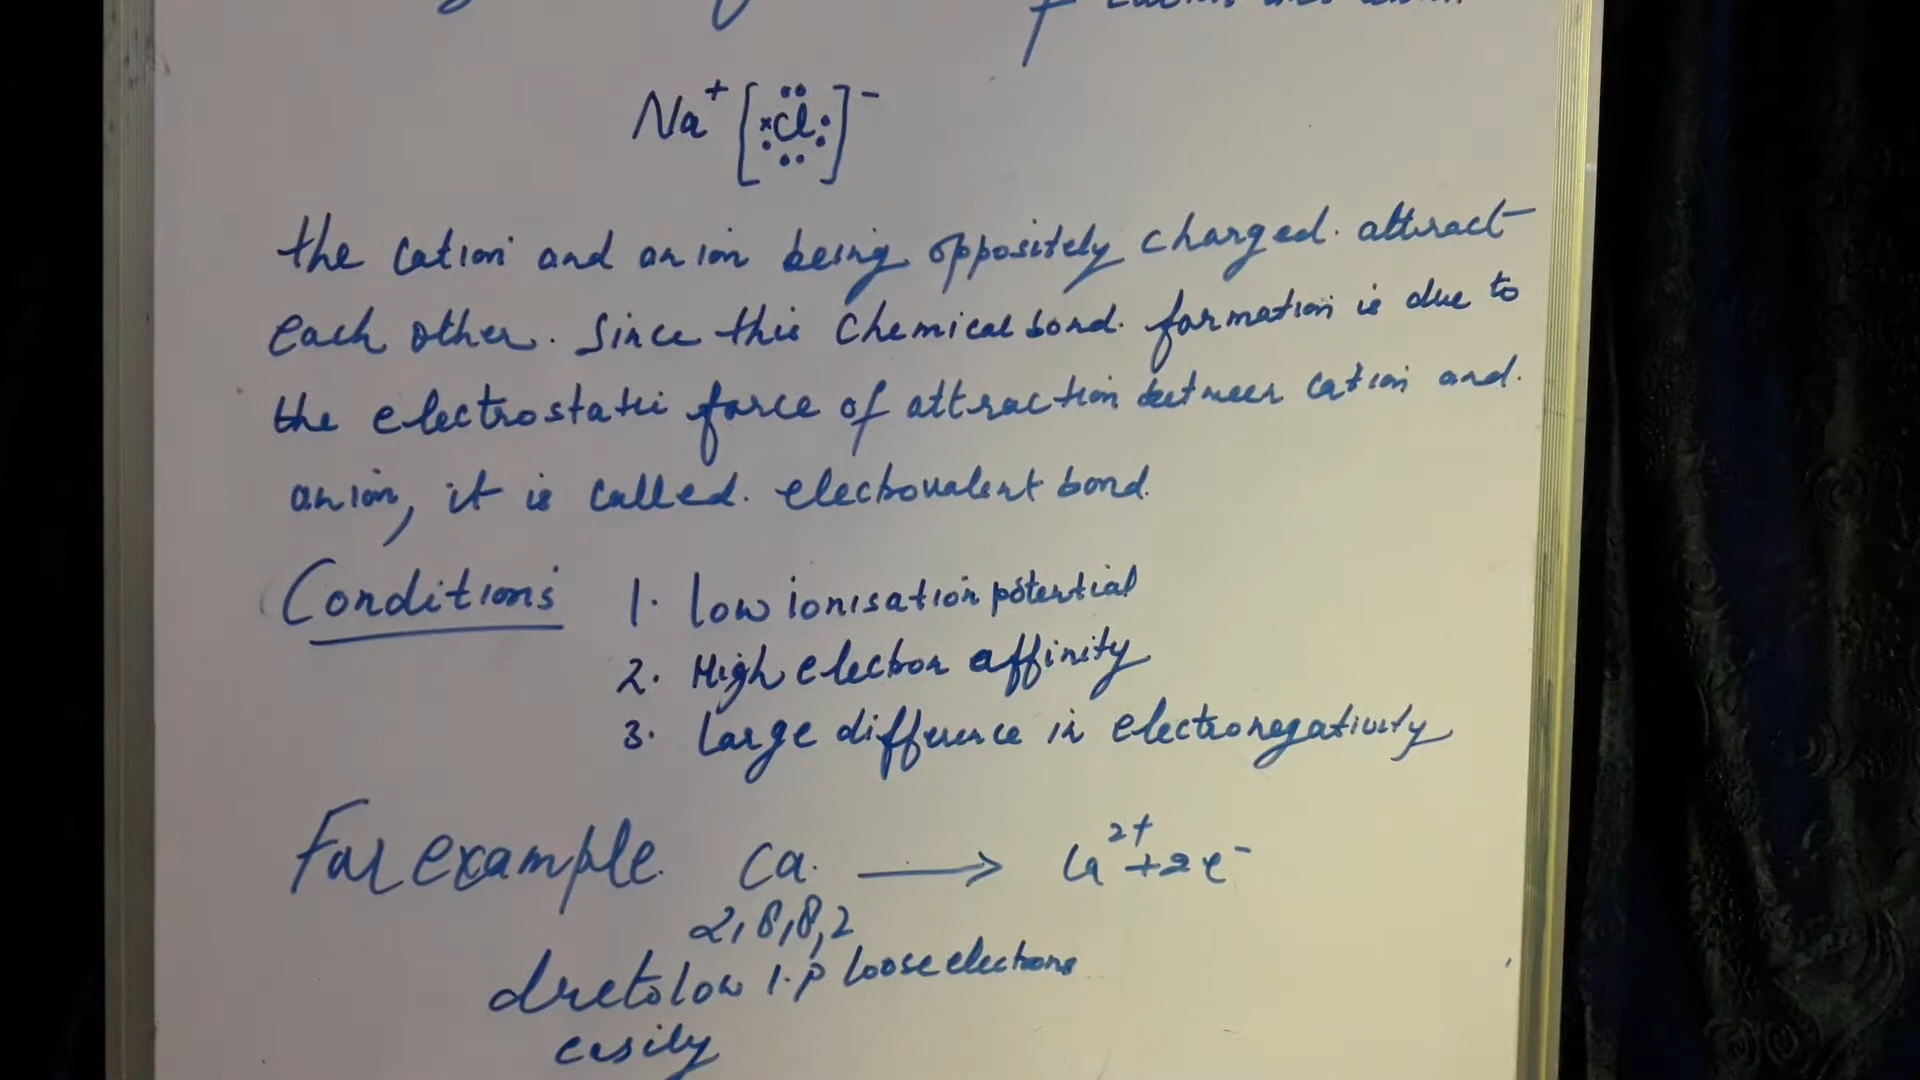 Na⁺ [×Cl]⁻
the cation and anion being oppositely charged. attract
each other. Since this Chemical bond. formation is due to
the electrostatic force of attraction between cation and.
anion, it is called. electrovalent bond.
Conditions 1. low ionisation potential
2. High electron affinity
3. Large difference in electronegativity
For example. Ca. → Ca²⁺+2e⁻
2,8,8,2
due to low I.P loose electrons
easily